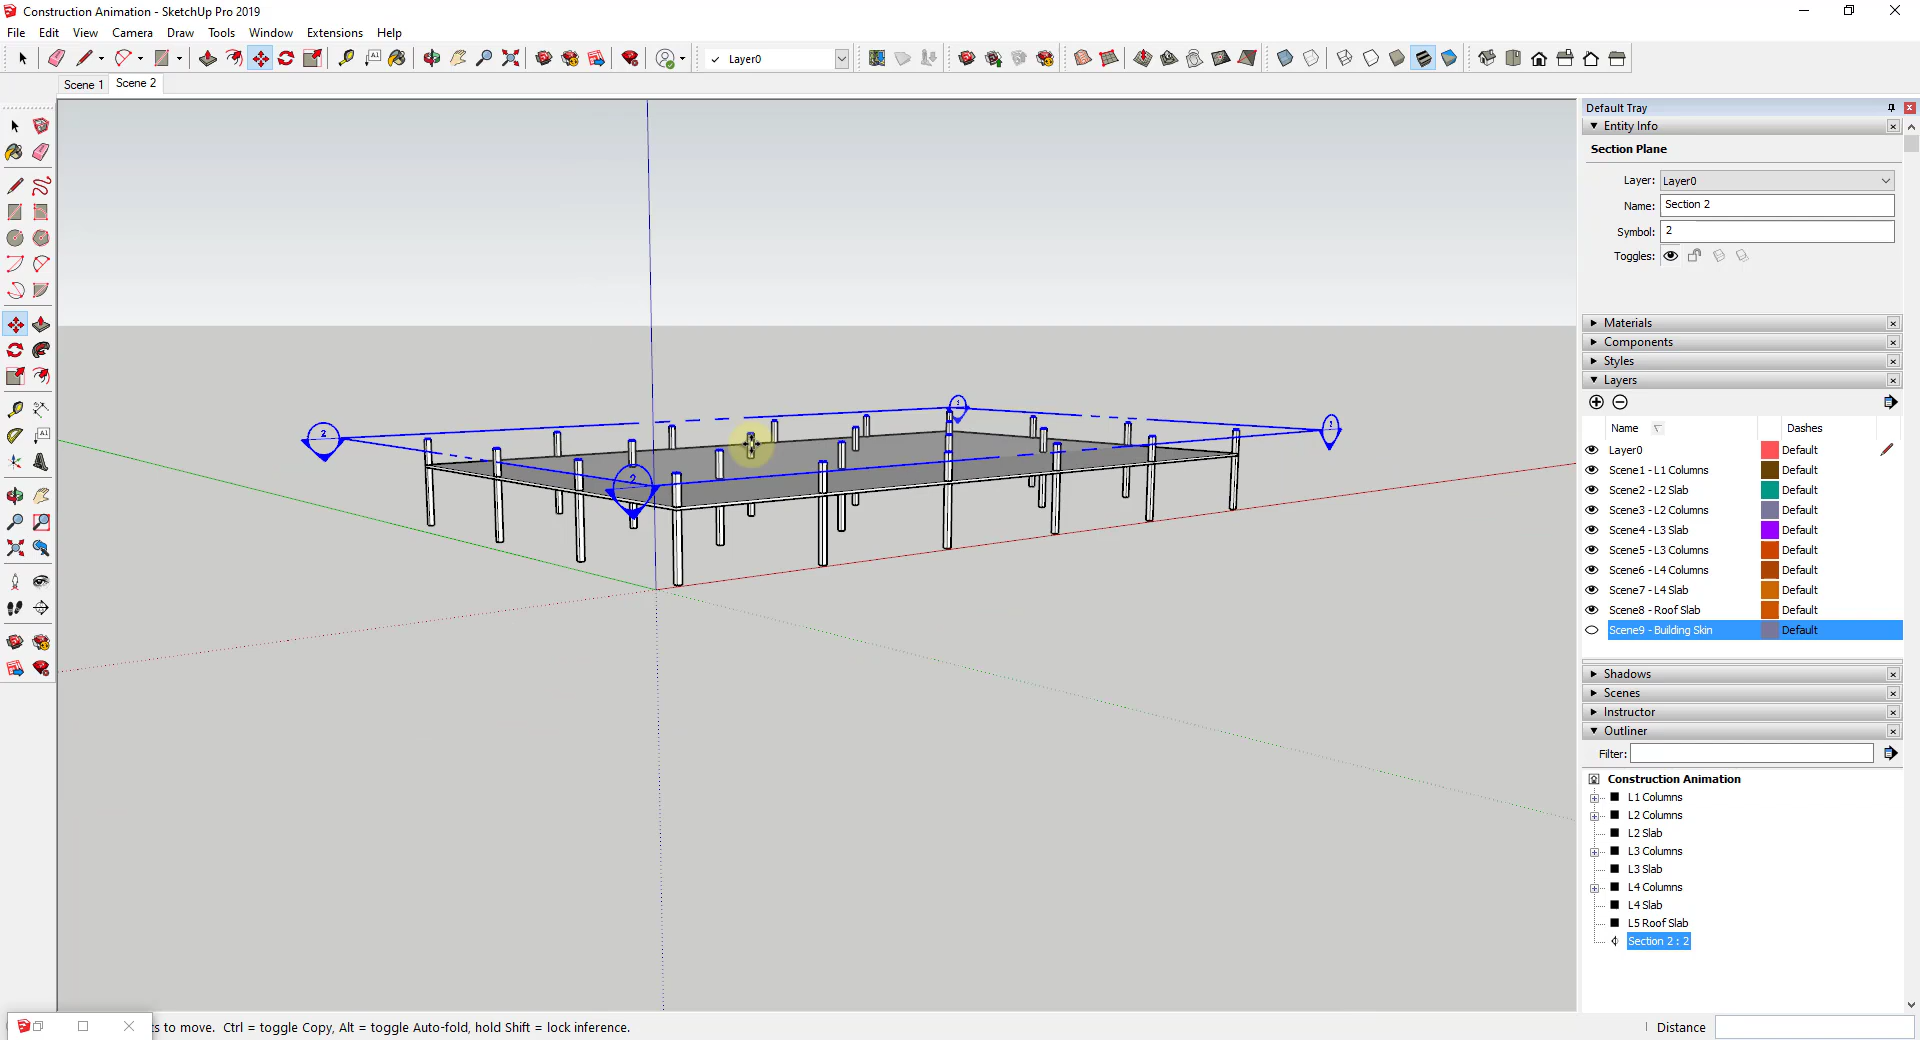 Construction Animation - SketchUp Pro 2019
File Edit View Camera Draw Tools Window Extensions Help
A1
✓ Layer0
Scene 1 Scene 2
Default Tray
Entity Info
Section Plane
Layer: Layer0
Name: Section 2
Symbol: 2
Toggles:
Materials
Components
Styles
Layers
Name Dashes
Layer0 Default
Scene1 - L1 Columns Default
Scene2 - L2 Slab Default
Scene3 - L2 Columns Default
Scene4 - L3 Slab Default
Scene5 - L3 Columns Default
Scene6 - L4 Columns Default
Scene7 - L4 Slab Default
Scene8 - Roof Slab Default
Scene9 - Building Skin Default
Shadows
Scenes
Instructor
Outliner
Filter:
Construction Animation
L1 Columns
L2 Columns
L2 Slab
L3 Columns
L3 Slab
L4 Columns
L4 Slab
L5 Roof Slab
Section 2 : 2
A1
2
2
ts to move. Ctrl = toggle Copy, Alt = toggle Auto-fold, hold Shift = lock inference.
Distance